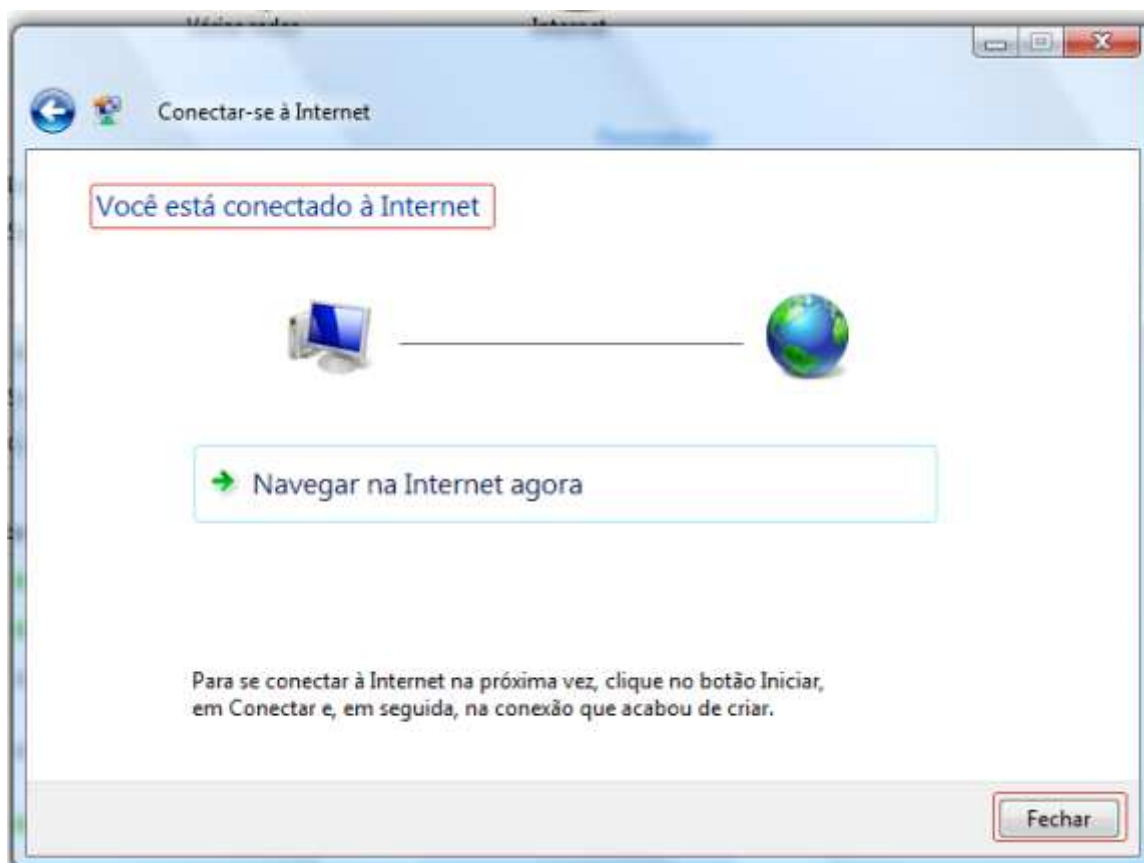 Internet
Conectar-se à Internet
Você está conectado à Internet
Navegar na Internet agora
Para se conectar à Internet na próxima vez, clique no botão Iniciar,
em Conectar e, em seguida, na conexão que acabou de criar.
Fechar